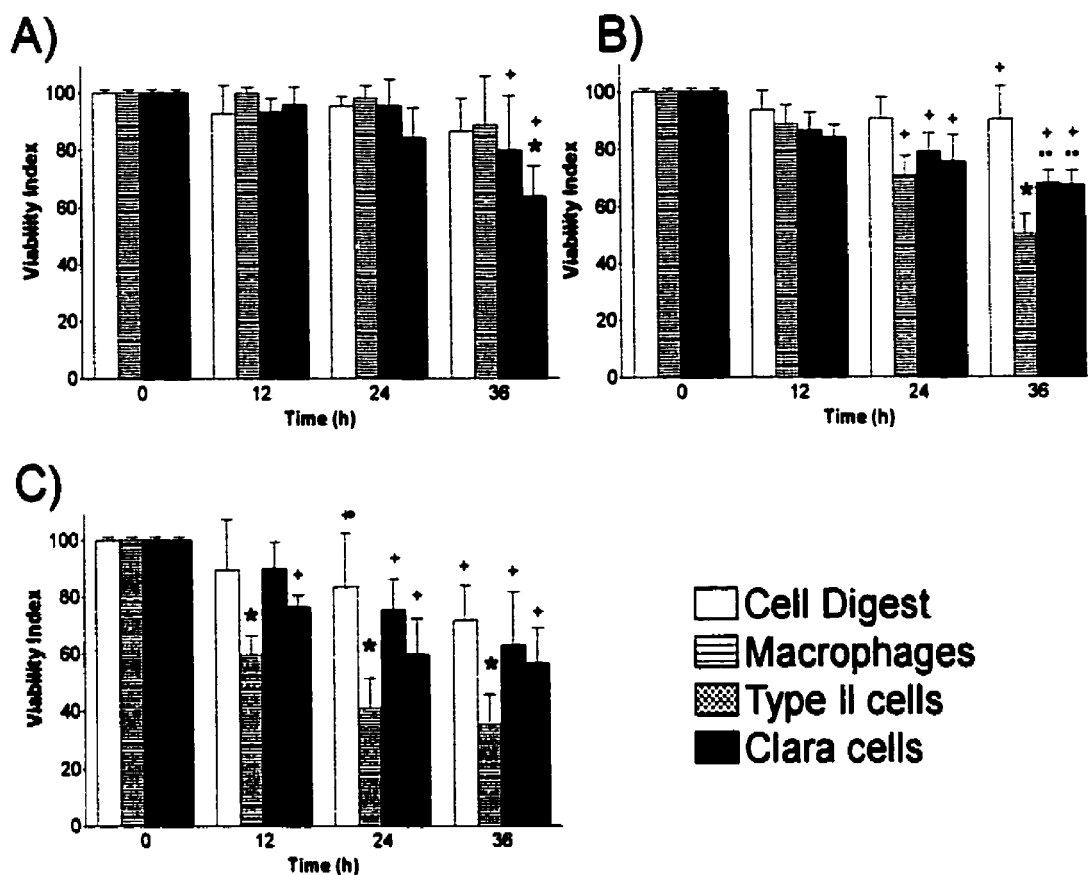 A)
Viability Index
100
80
60
40
20
0
+
+
*
0 12 24 36
Time (h)
B)
Viability Index
100
80
60
40
20
0
+ + + + + +
* •• ••
0 12 24 36
Time (h)
C)
Viability Index
100
80
60
40
20
0
+•
+ + + + + +
* * *
0 12 24 36
Time (h)
Cell Digest
Macrophages
Type II cells
Clara cells